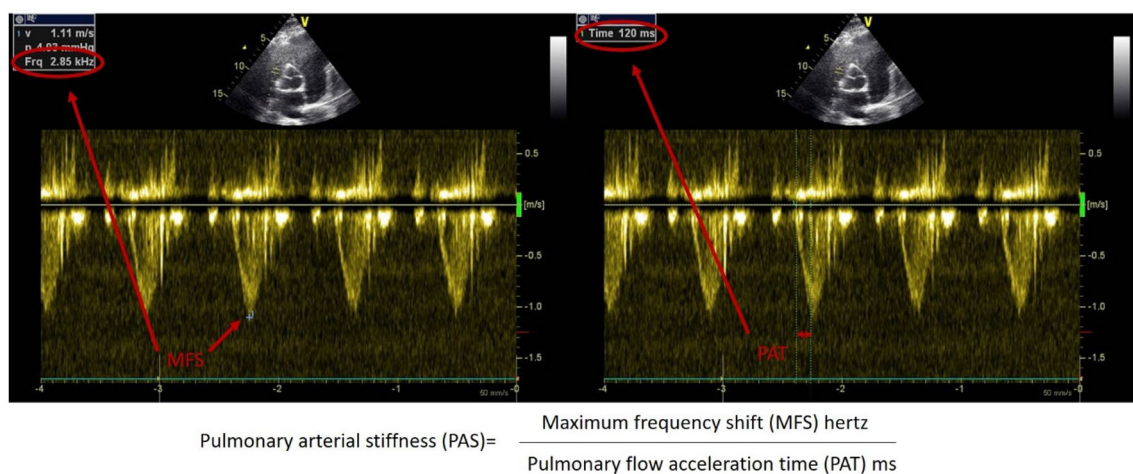 1 v 1.11 m/s
p 4.93 mmHg
Frq 2.85 kHz
V
5
10
15
0.5
[m/s]
-0.5
-1.0
-1.5
MFS
-4
-3
-2
-1
0
50 mm/s
1 Time 120 ms
V
5
10
15
0.5
[m/s]
-0.5
-1.0
-1.5
PAT
-4
-3
-2
-1
0
50 mm/s
Maximum frequency shift (MFS) hertz
Pulmonary arterial stiffness (PAS)=
Pulmonary flow acceleration time (PAT) ms